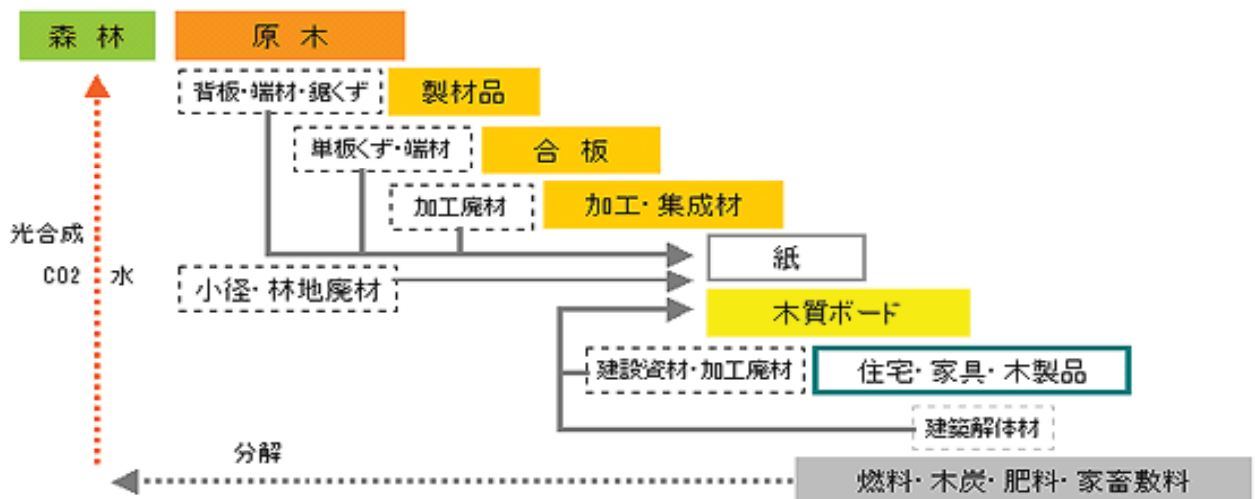 森 林
原 木
背板・端材・鋸くず
製材品
単板くず・端材
合 板
加工廃材
加工・集成材
光合成
CO2
水
紙
小径・林地廃材
木質ボード
建設資材・加工廃材
住宅・家具・木製品
建築解体材
分解
燃料・木炭・肥料・家畜敷料